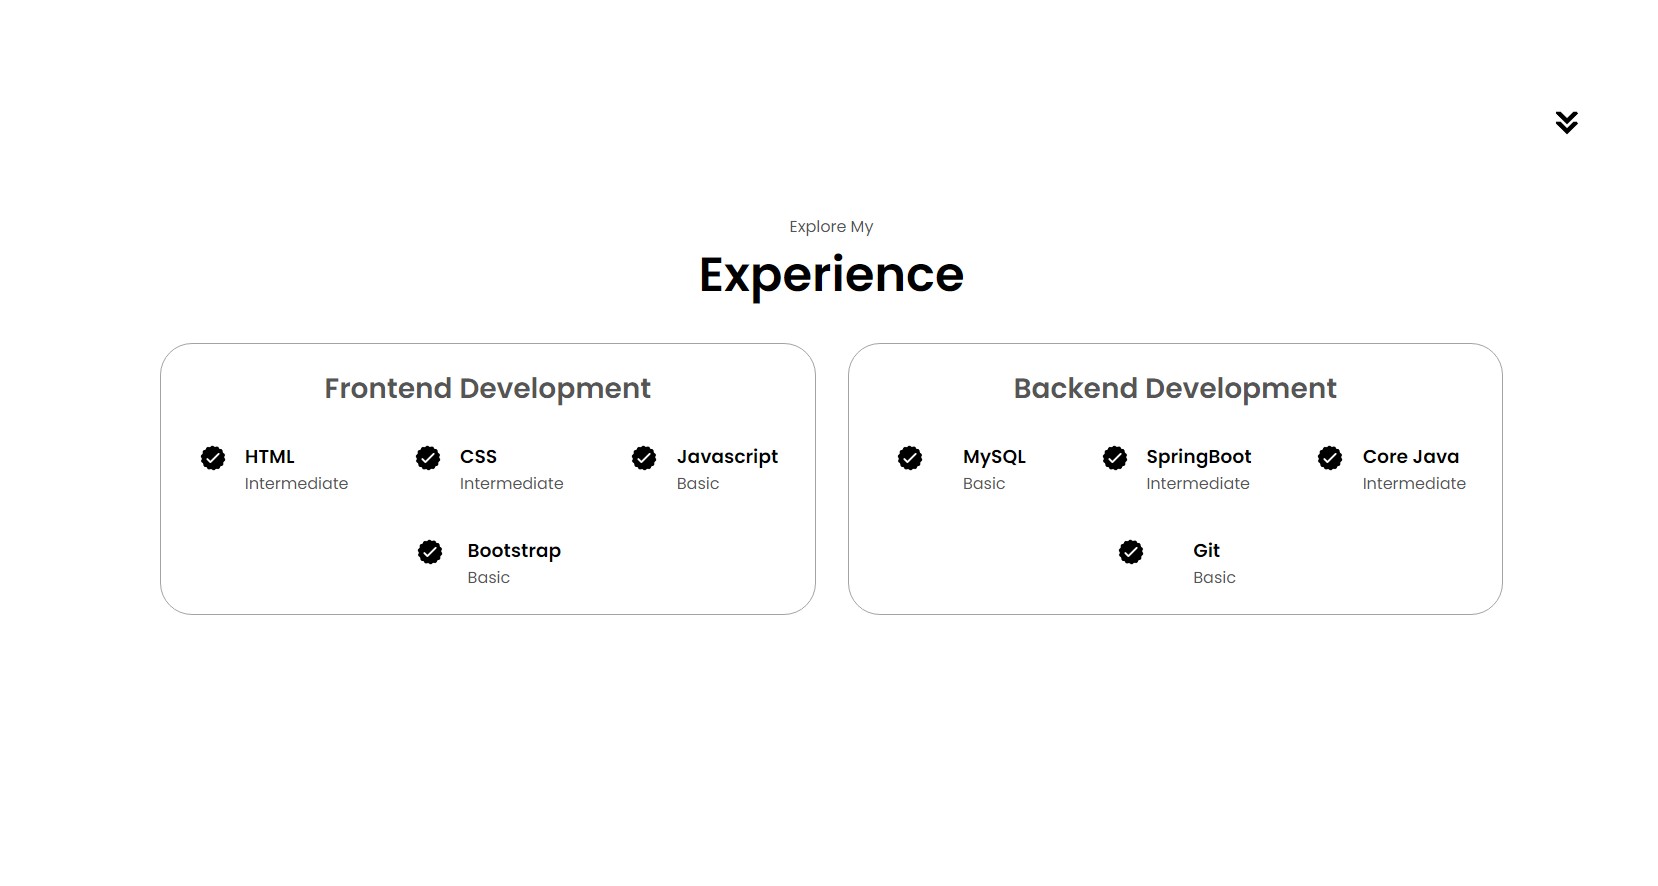 Explore My
Experience
Frontend Development
HTML
Intermediate
CSS
Intermediate
Javascript
Basic
Bootstrap
Basic
Backend Development
MySQL
Basic
SpringBoot
Intermediate
Core Java
Intermediate
Git
Basic